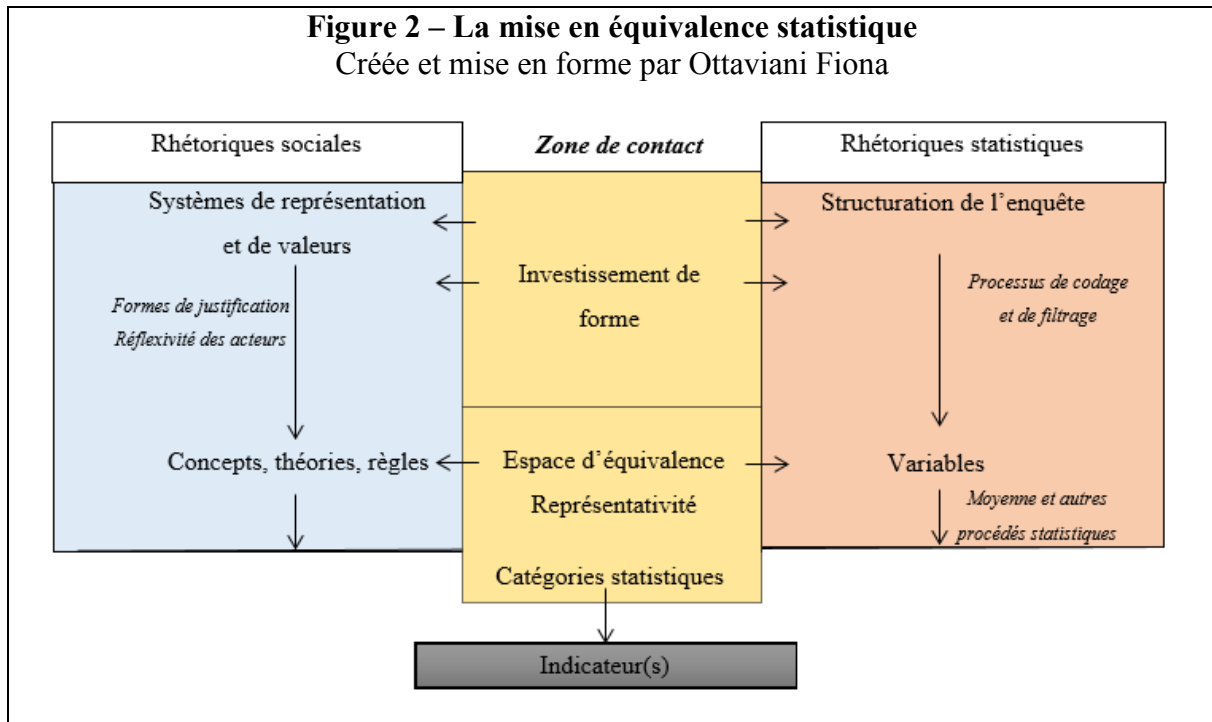 Figure 2 – La mise en équivalence statistique
Créée et mise en forme par Ottaviani Fiona
Rhétoriques sociales
Zone de contact
Rhétoriques statistiques
Systèmes de représentation
et de valeurs
Formes de justification
Réflexivité des acteurs
Concepts, théories, règles
Investissement de
forme
Espace d’équivalence
Représentativité
Catégories statistiques
Structuration de l’enquête
Processus de codage
et de filtrage
Variables
Moyenne et autres
procédés statistiques
Indicateur(s)